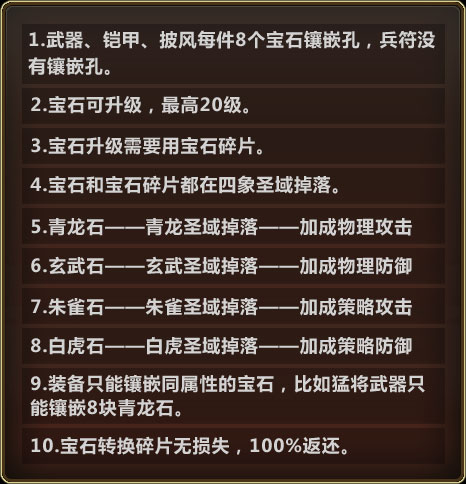 1.武器、铠甲、披风每件8个宝石镶嵌孔，兵符没
有镶嵌孔。
2.宝石可升级，最高20级。
3.宝石升级需要用宝石碎片。
4.宝石和宝石碎片都在四象圣域掉落。
5.青龙石——青龙圣域掉落——加成物理攻击
6.玄武石——玄武圣域掉落——加成物理防御
7.朱雀石——朱雀圣域掉落——加成策略攻击
8.白虎石——白虎圣域掉落——加成策略防御
9.装备只能镶嵌同属性的宝石，比如猛将武器只
能镶嵌8块青龙石。
10.宝石转换碎片无损失，100%返还。